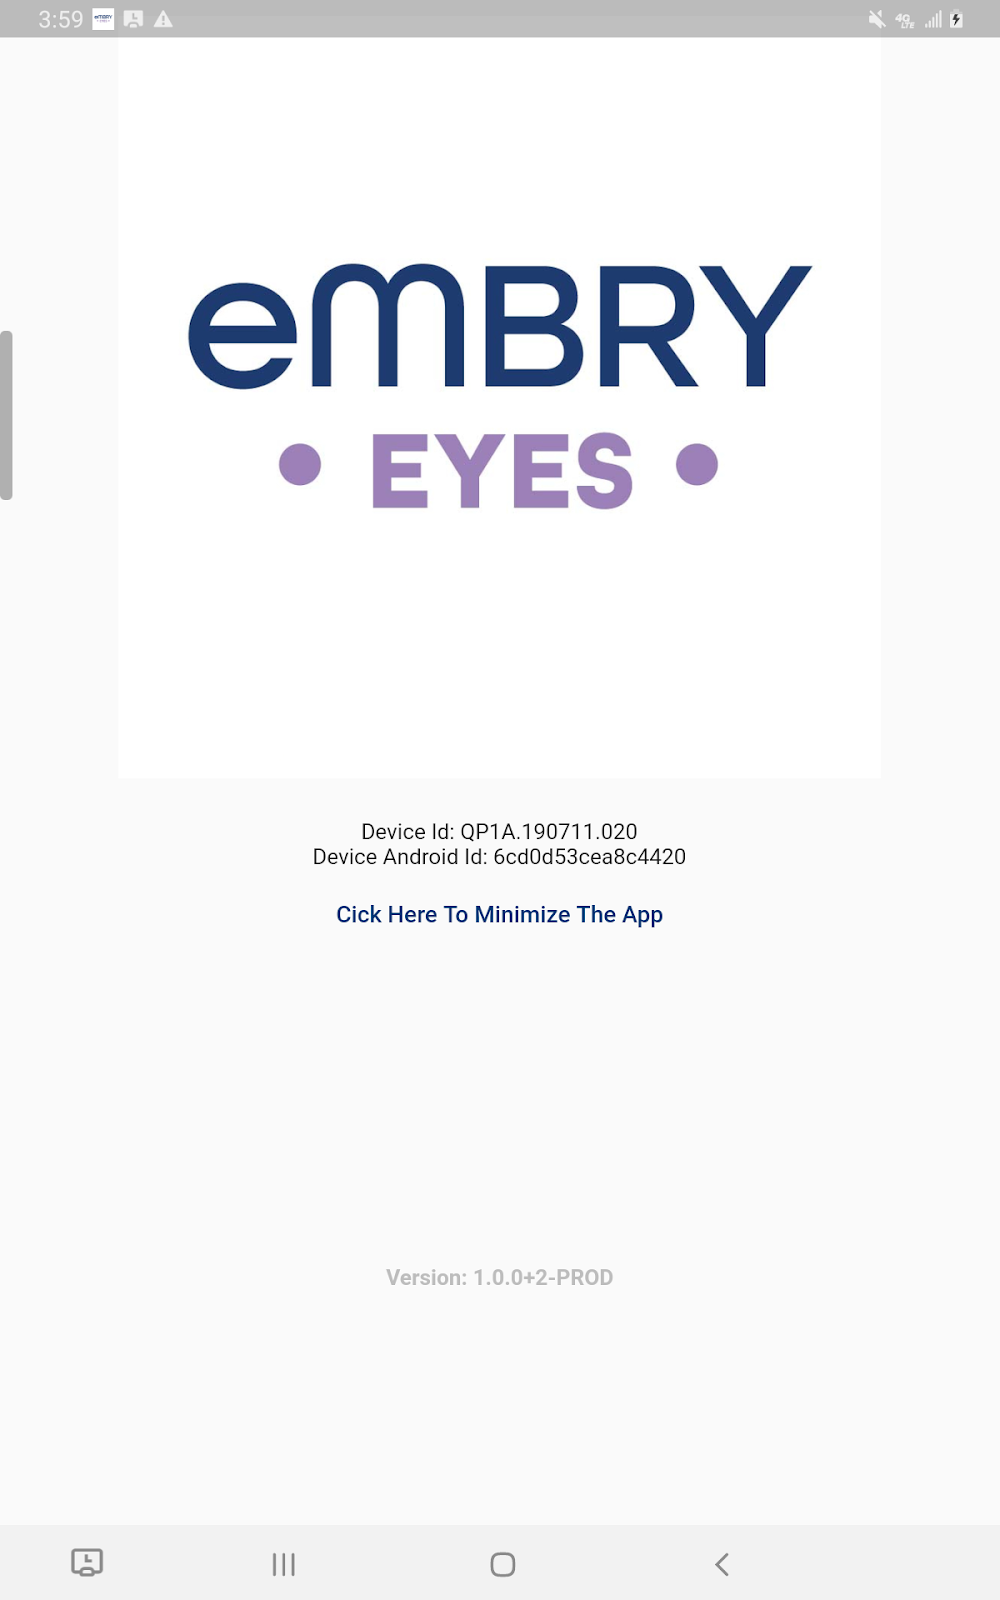 3:59
eMBRY
• EYES •
Device Id: QP1A.190711.020
Device Android Id: 6cd0d53cea8c4420
Cick Here To Minimize The App
Version: 1.0.0+2-PROD